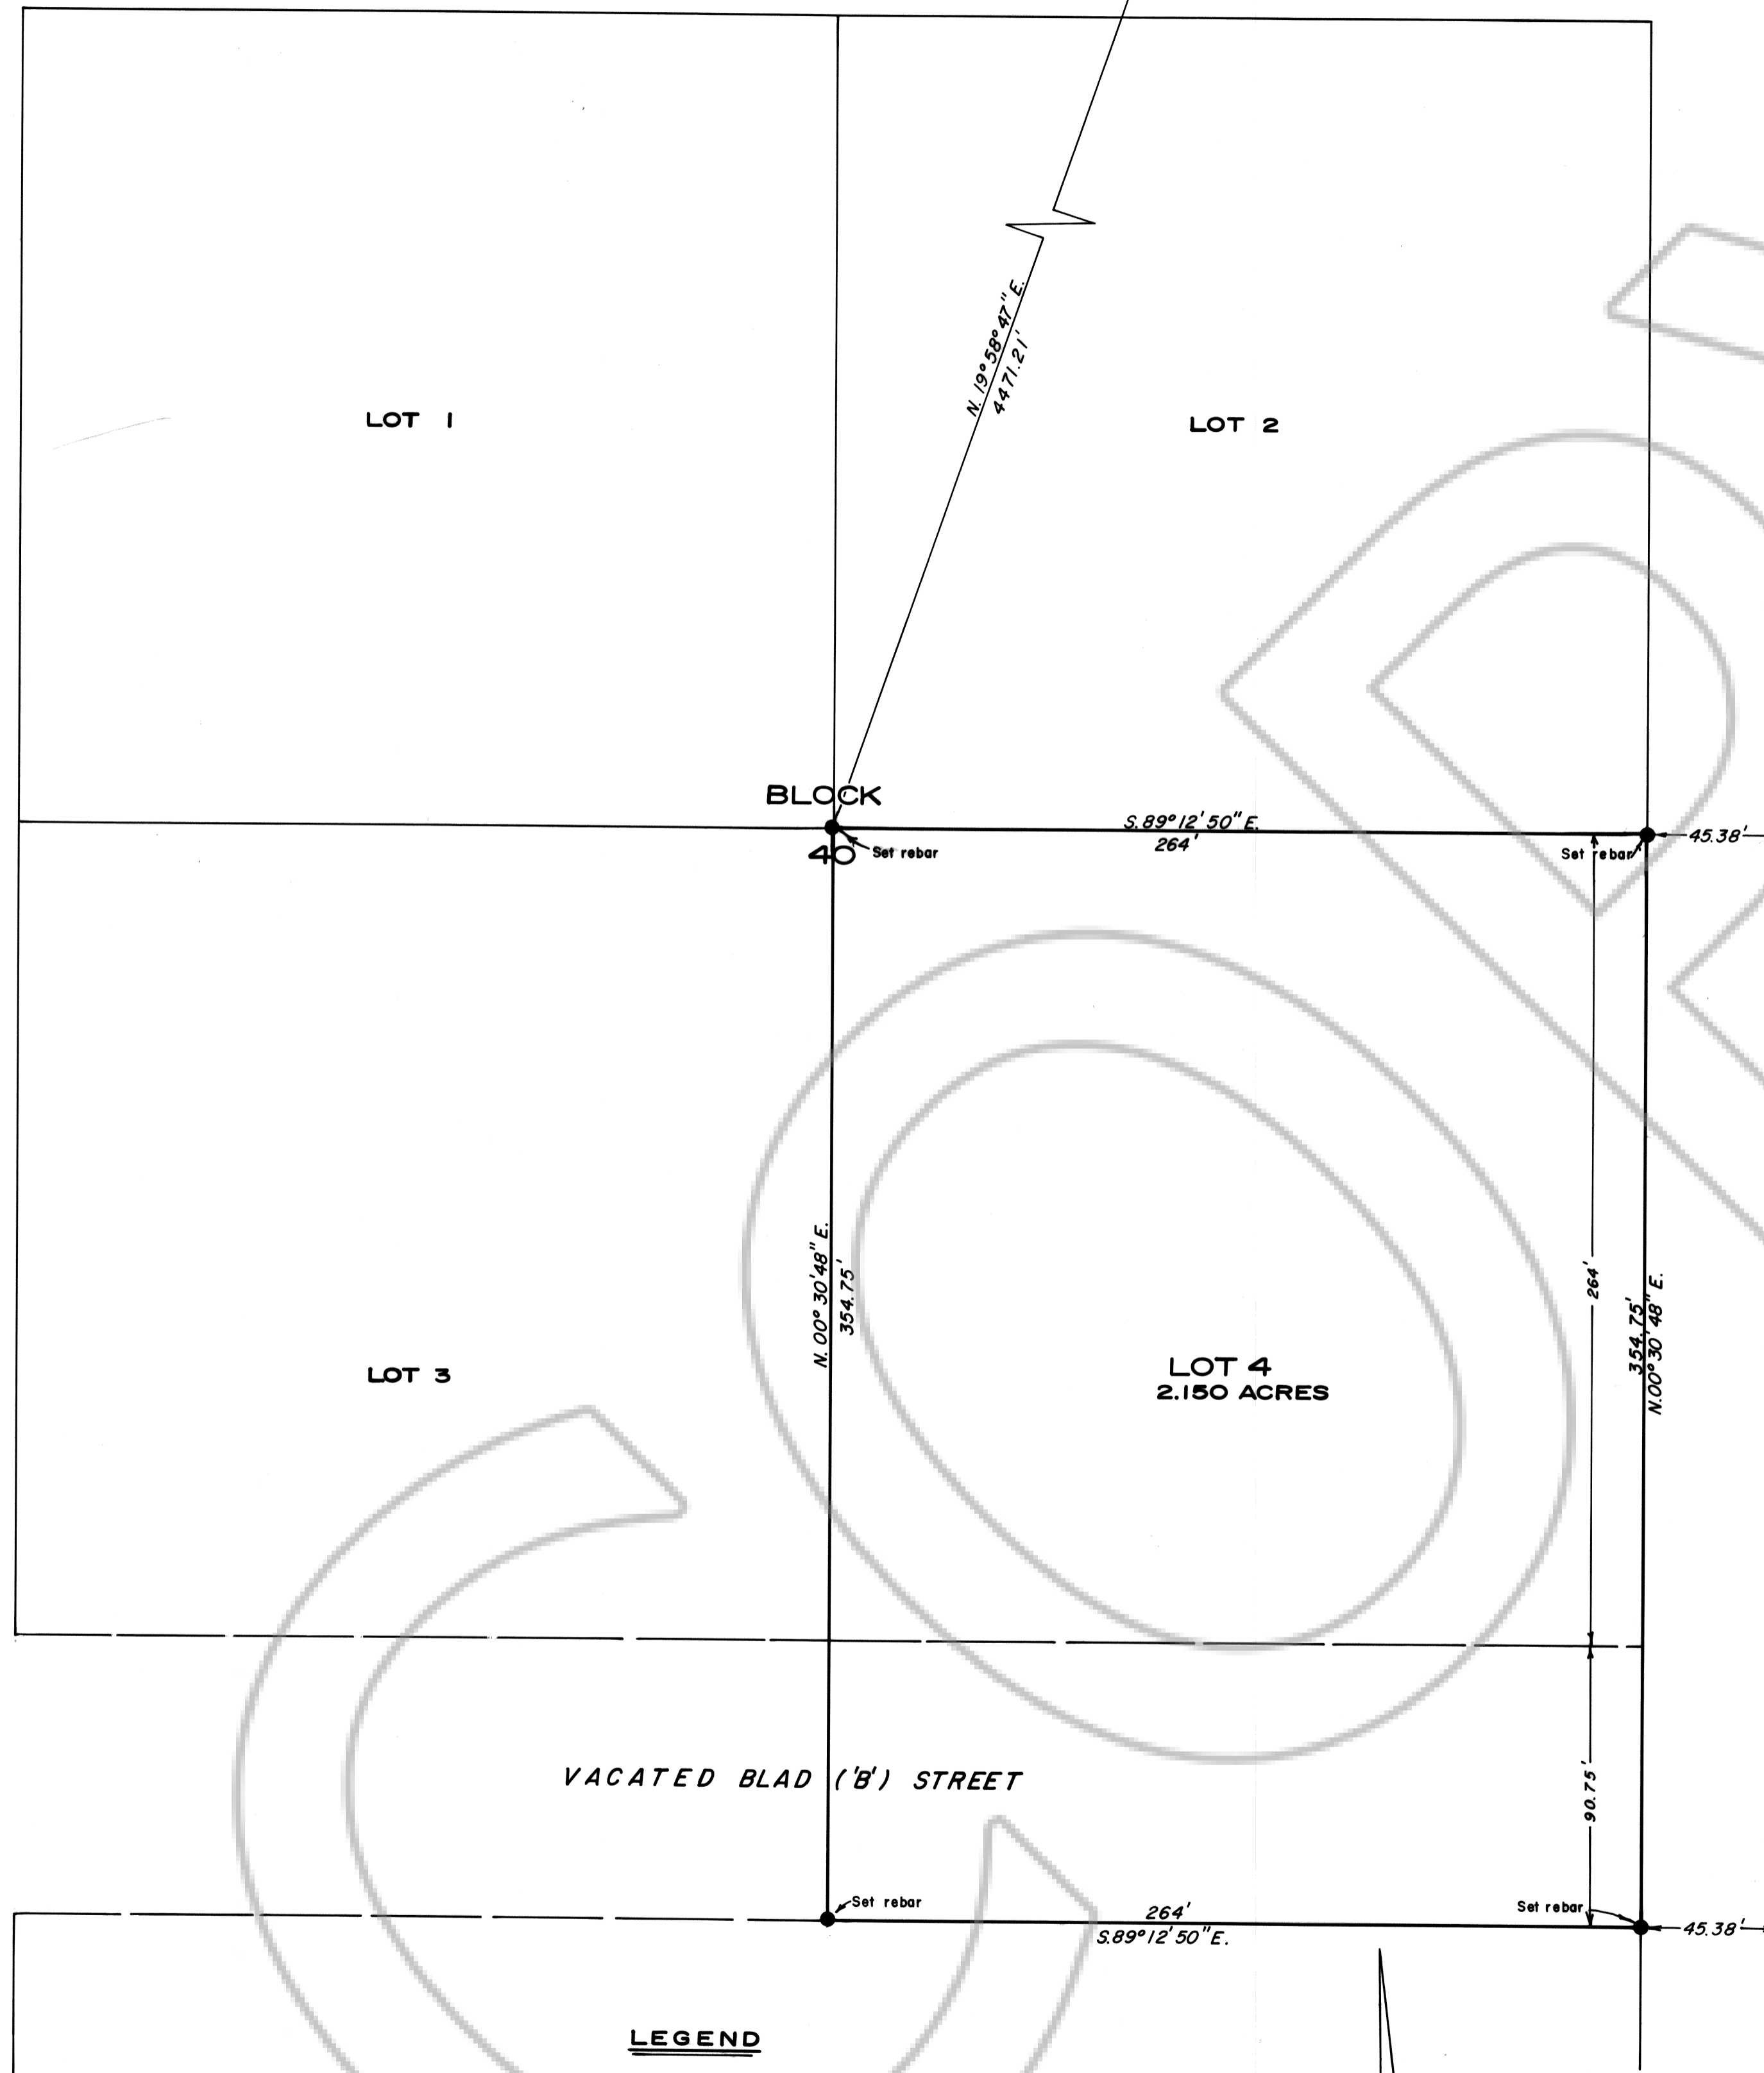 N. 19° 58° 47" E.
4471.21'
LOT 1
LOT 2
BLOCK
40
S. 89° 12' 50" E.
264'
45.38'
Set rebar
Set rebar
N. 00° 30' 48" E.
354.75'
264'
354.75'
N. 00° 30' 48" E.
LOT 3
LOT 4
2.150 ACRES
VACATED BLAD ('B') STREET
90.75'
Set rebar
Set rebar
264'
S. 89° 12' 50" E.
45.38'
LEGEND